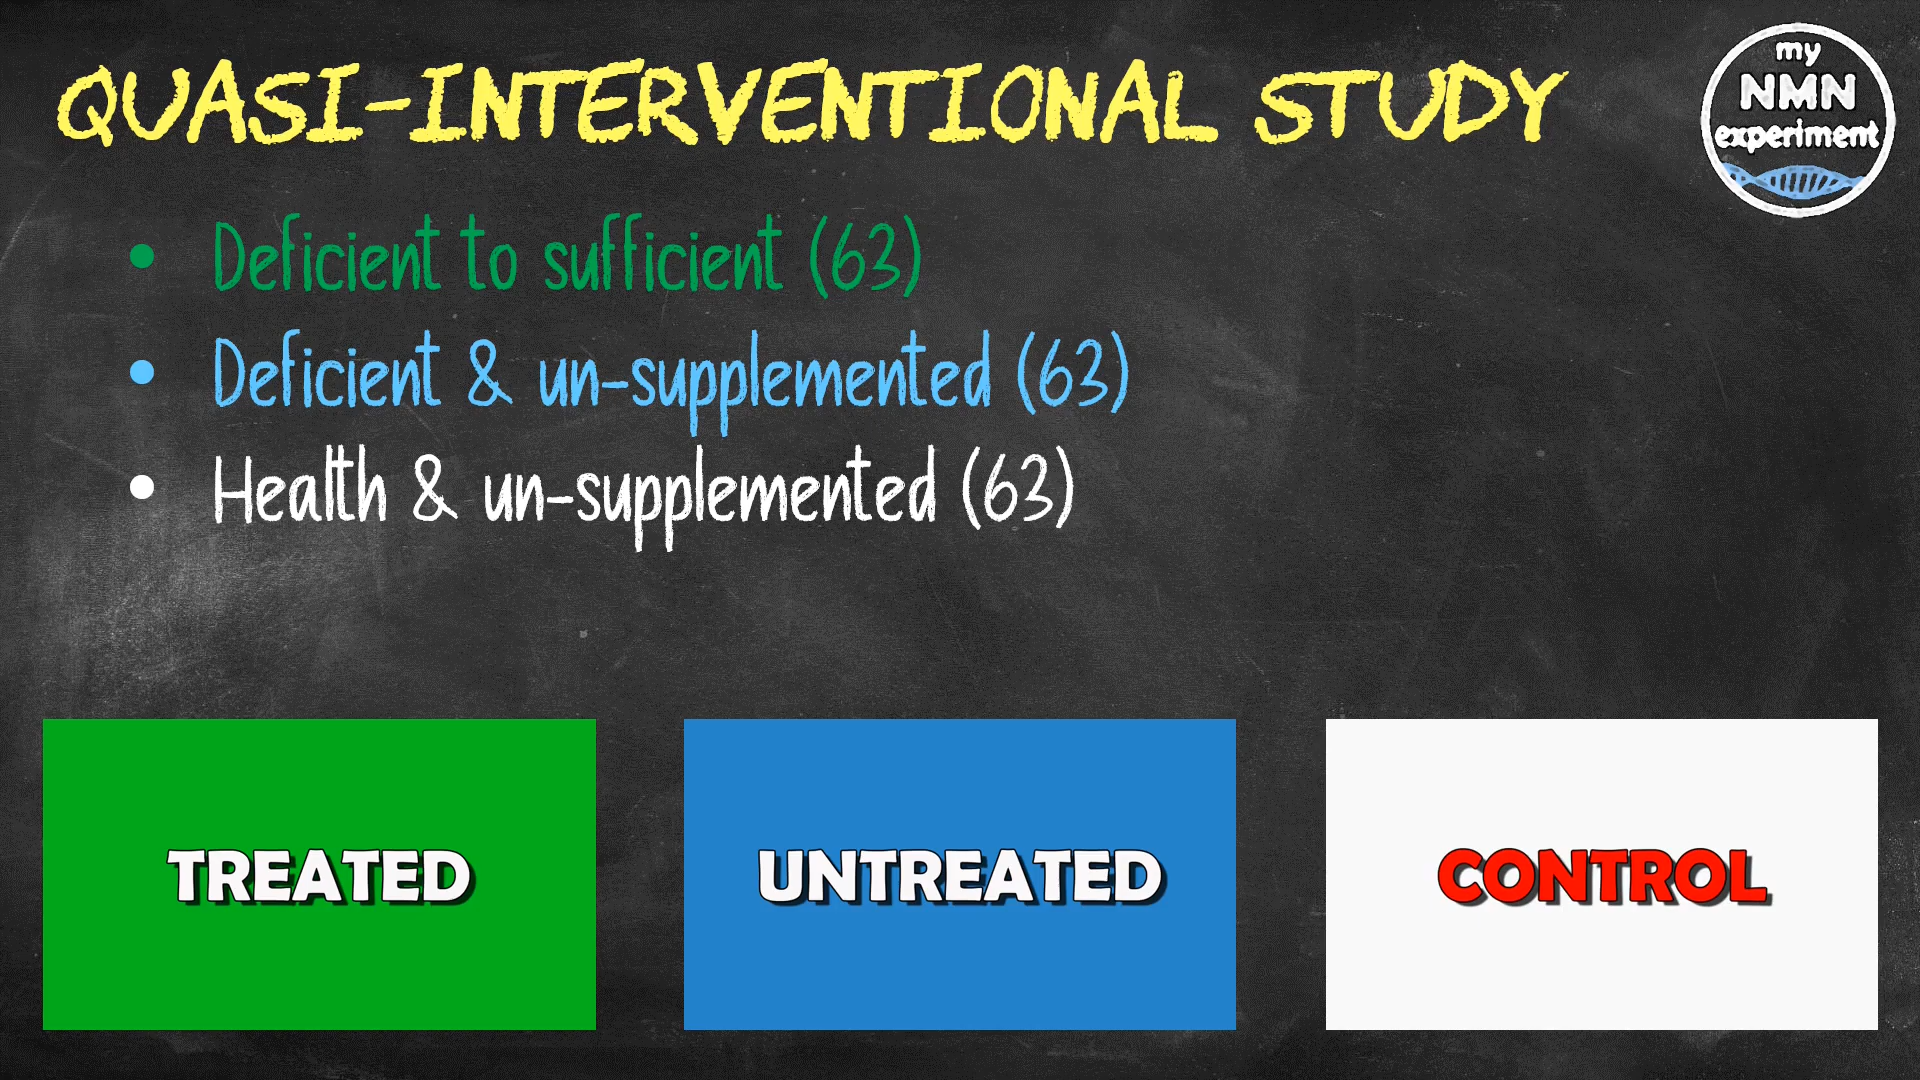 QUASI-INTERVENTIONAL STUDY
my
NMN
experiment
• Deficient to sufficient (63)
• Deficient & un-supplemented (63)
• Health & un-supplemented (63)
TREATED
UNTREATED
CONTROL